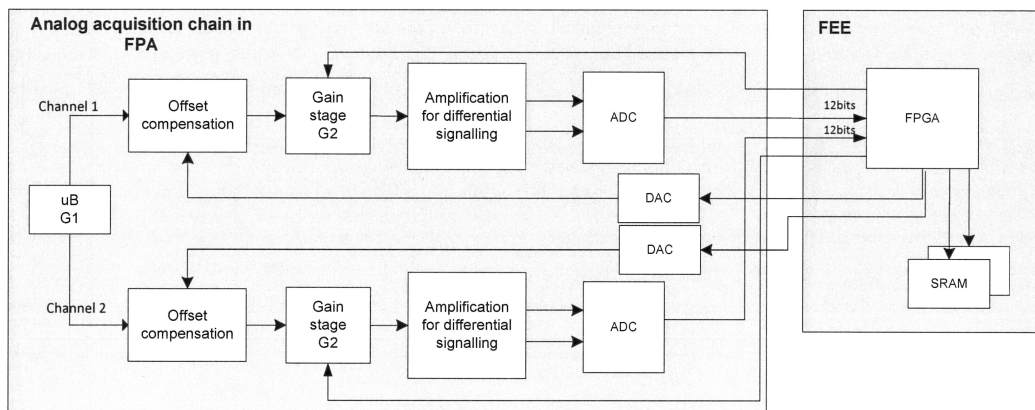 Analog acquisition chain in
FPA
FEE
Channel 1
Offset
compensation
Gain
stage
G2
Amplification
for differential
signalling
ADC
12bits
12bits
FPGA
uB
G1
DAC
DAC
SRAM
Channel 2
Offset
compensation
Gain
stage
G2
Amplification
for differential
signalling
ADC